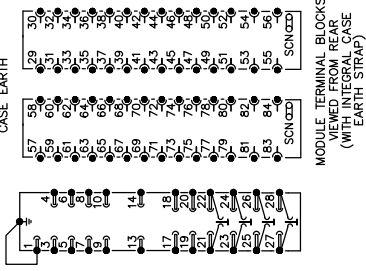 CASE EARTH
30 32 34 36 38 40 42 44 46 48 50 52 54 56
29 31 33 35 37 39 41 43 45 47 49 51 53 55
SCN
58 60 62 64 66 68 70 72 74 76 78 80 82 84
57 59 61 63 65 67 69 71 73 75 77 79 81 83
SCN
4 6 8 10 14 18 20 22 24 26 28
1 3 5 7 9 13 17 19 21 23 25 27
MODULE TERMINAL BLOCKS
VIEWED FROM REAR
(WITH INTEGRAL CASE
EARTH STRAP)